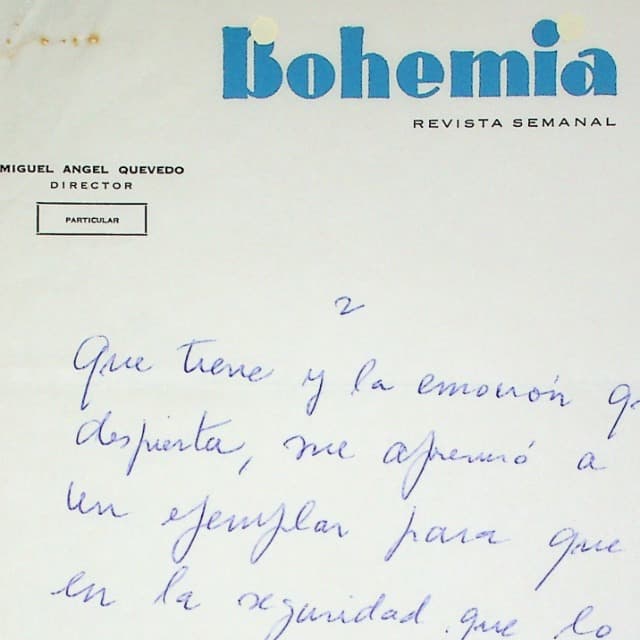 Bohemia
REVISTA SEMANAL
MIGUEL ANGEL QUEVEDO
DIRECTOR
PARTICULAR
2
Que tiene y la emoción
despierta, me apresuró a
un ejemplar para que
en la seguridad que lo